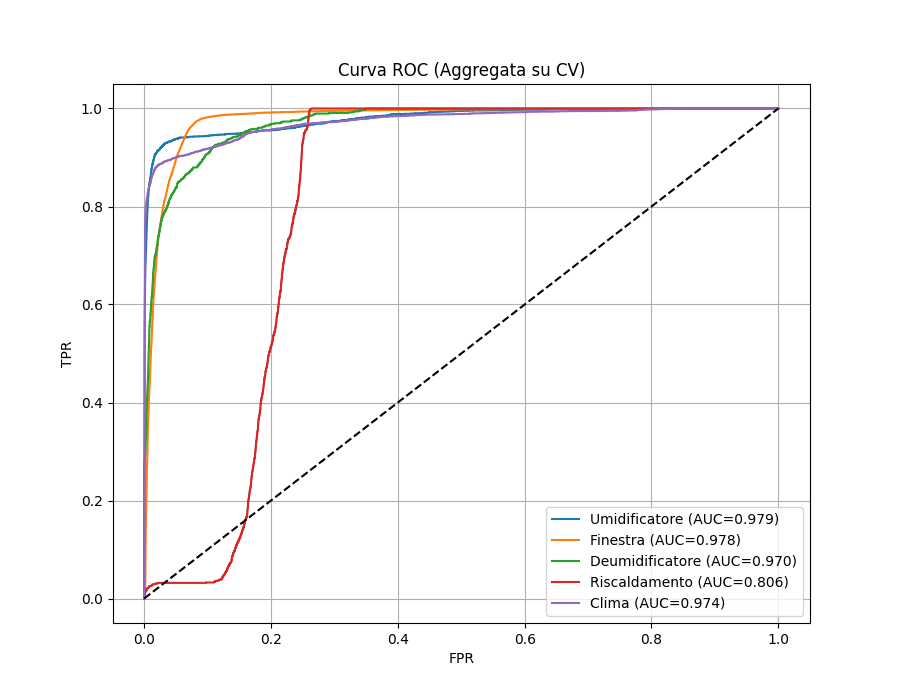 Curva ROC (Aggregata su CV)
1.0
0.8
0.6
0.4
0.2
0.0
TPR
0.0 0.2 0.4 0.6 0.8 1.0
FPR
Umidificatore (AUC=0.979)
Finestra (AUC=0.978)
Deumidificatore (AUC=0.970)
Riscaldamento (AUC=0.806)
Clima (AUC=0.974)